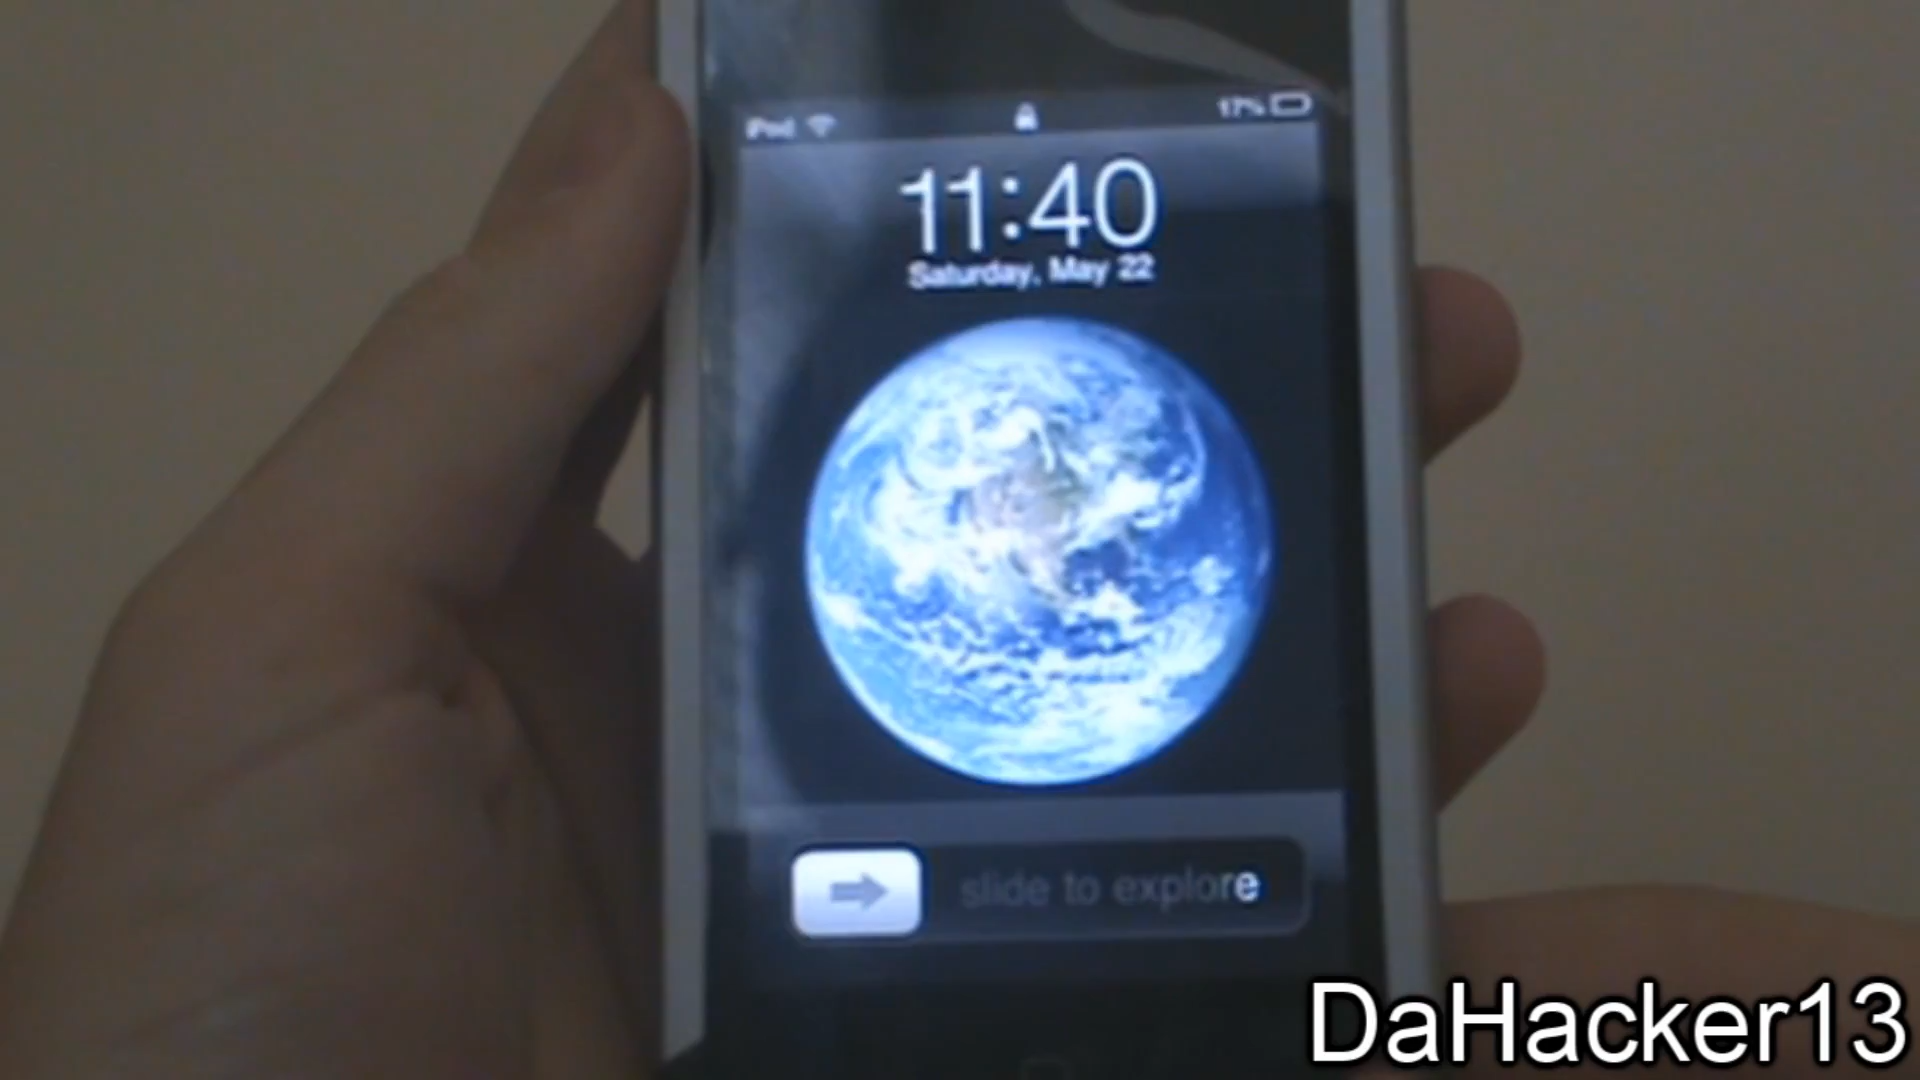 iPod 17%
11:40
Saturday, May 22
slide to explore
DaHacker13